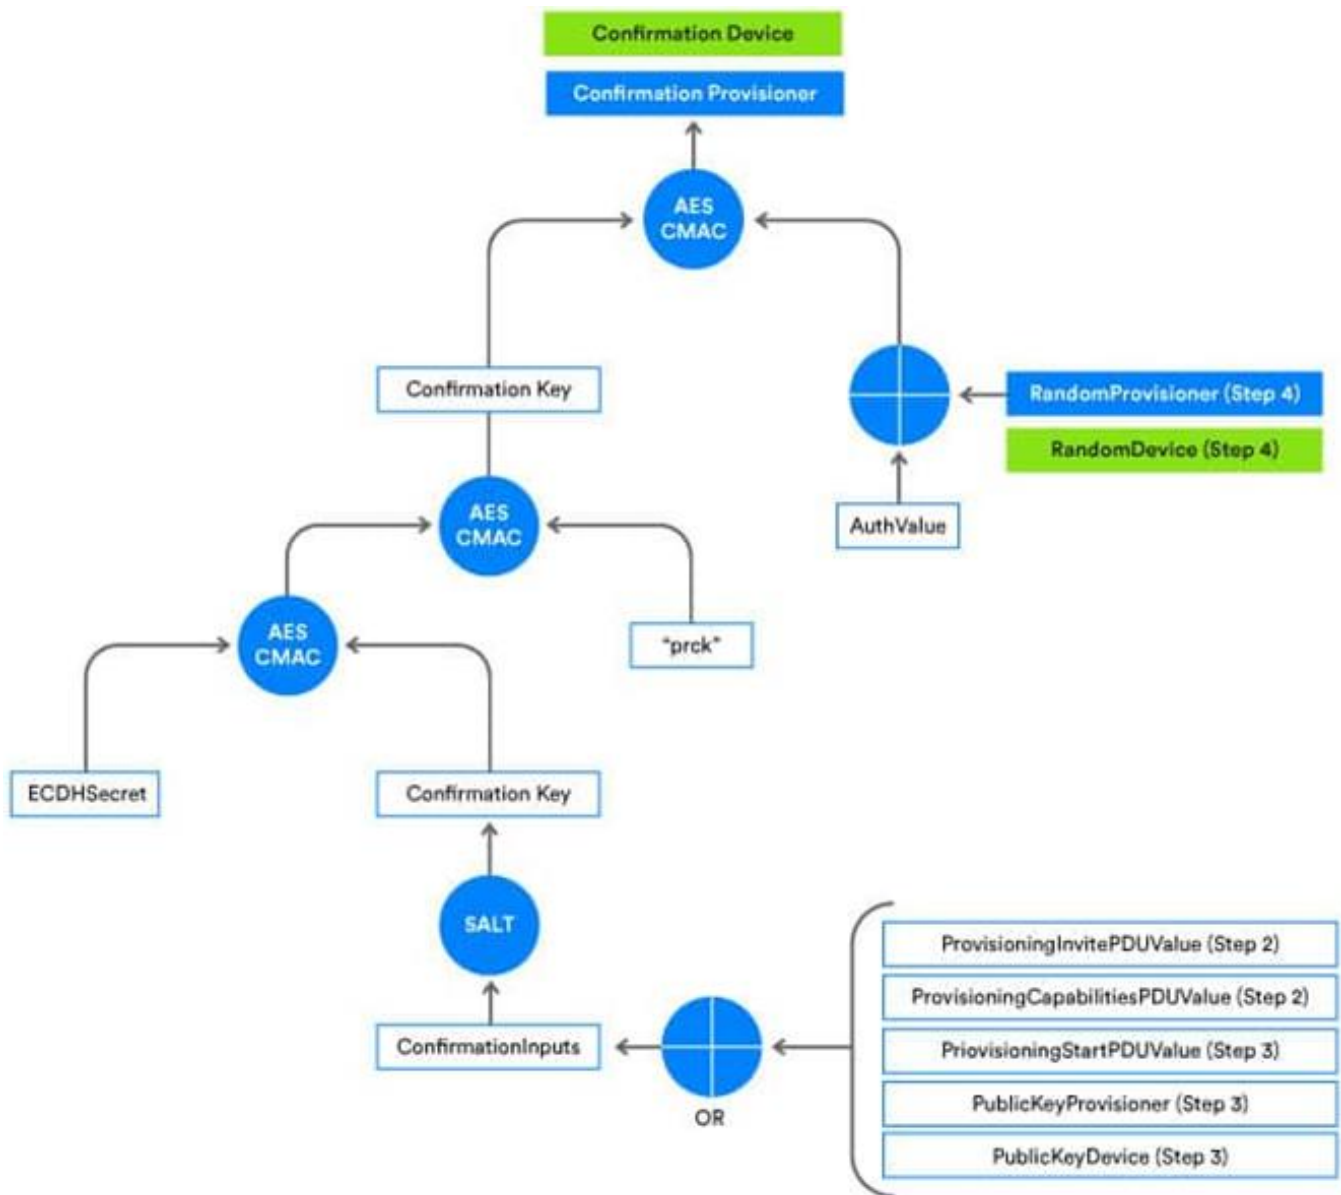 Confirmation Device
Confirmation Provisioner
AES
CMAC
Confirmation Key
RandomProvisioner (Step 4)
RandomDevice (Step 4)
AES
CMAC
AuthValue
AES
CMAC
"prck"
ECDHSecret
Confirmation Key
SALT
ProvisioningInvitePDUValue (Step 2)
ProvisioningCapabilitiesPDUValue (Step 2)
ConfirmationInputs
PriovisioningStartPDUValue (Step 3)
PublicKeyProvisioner (Step 3)
OR
PublicKeyDevice (Step 3)